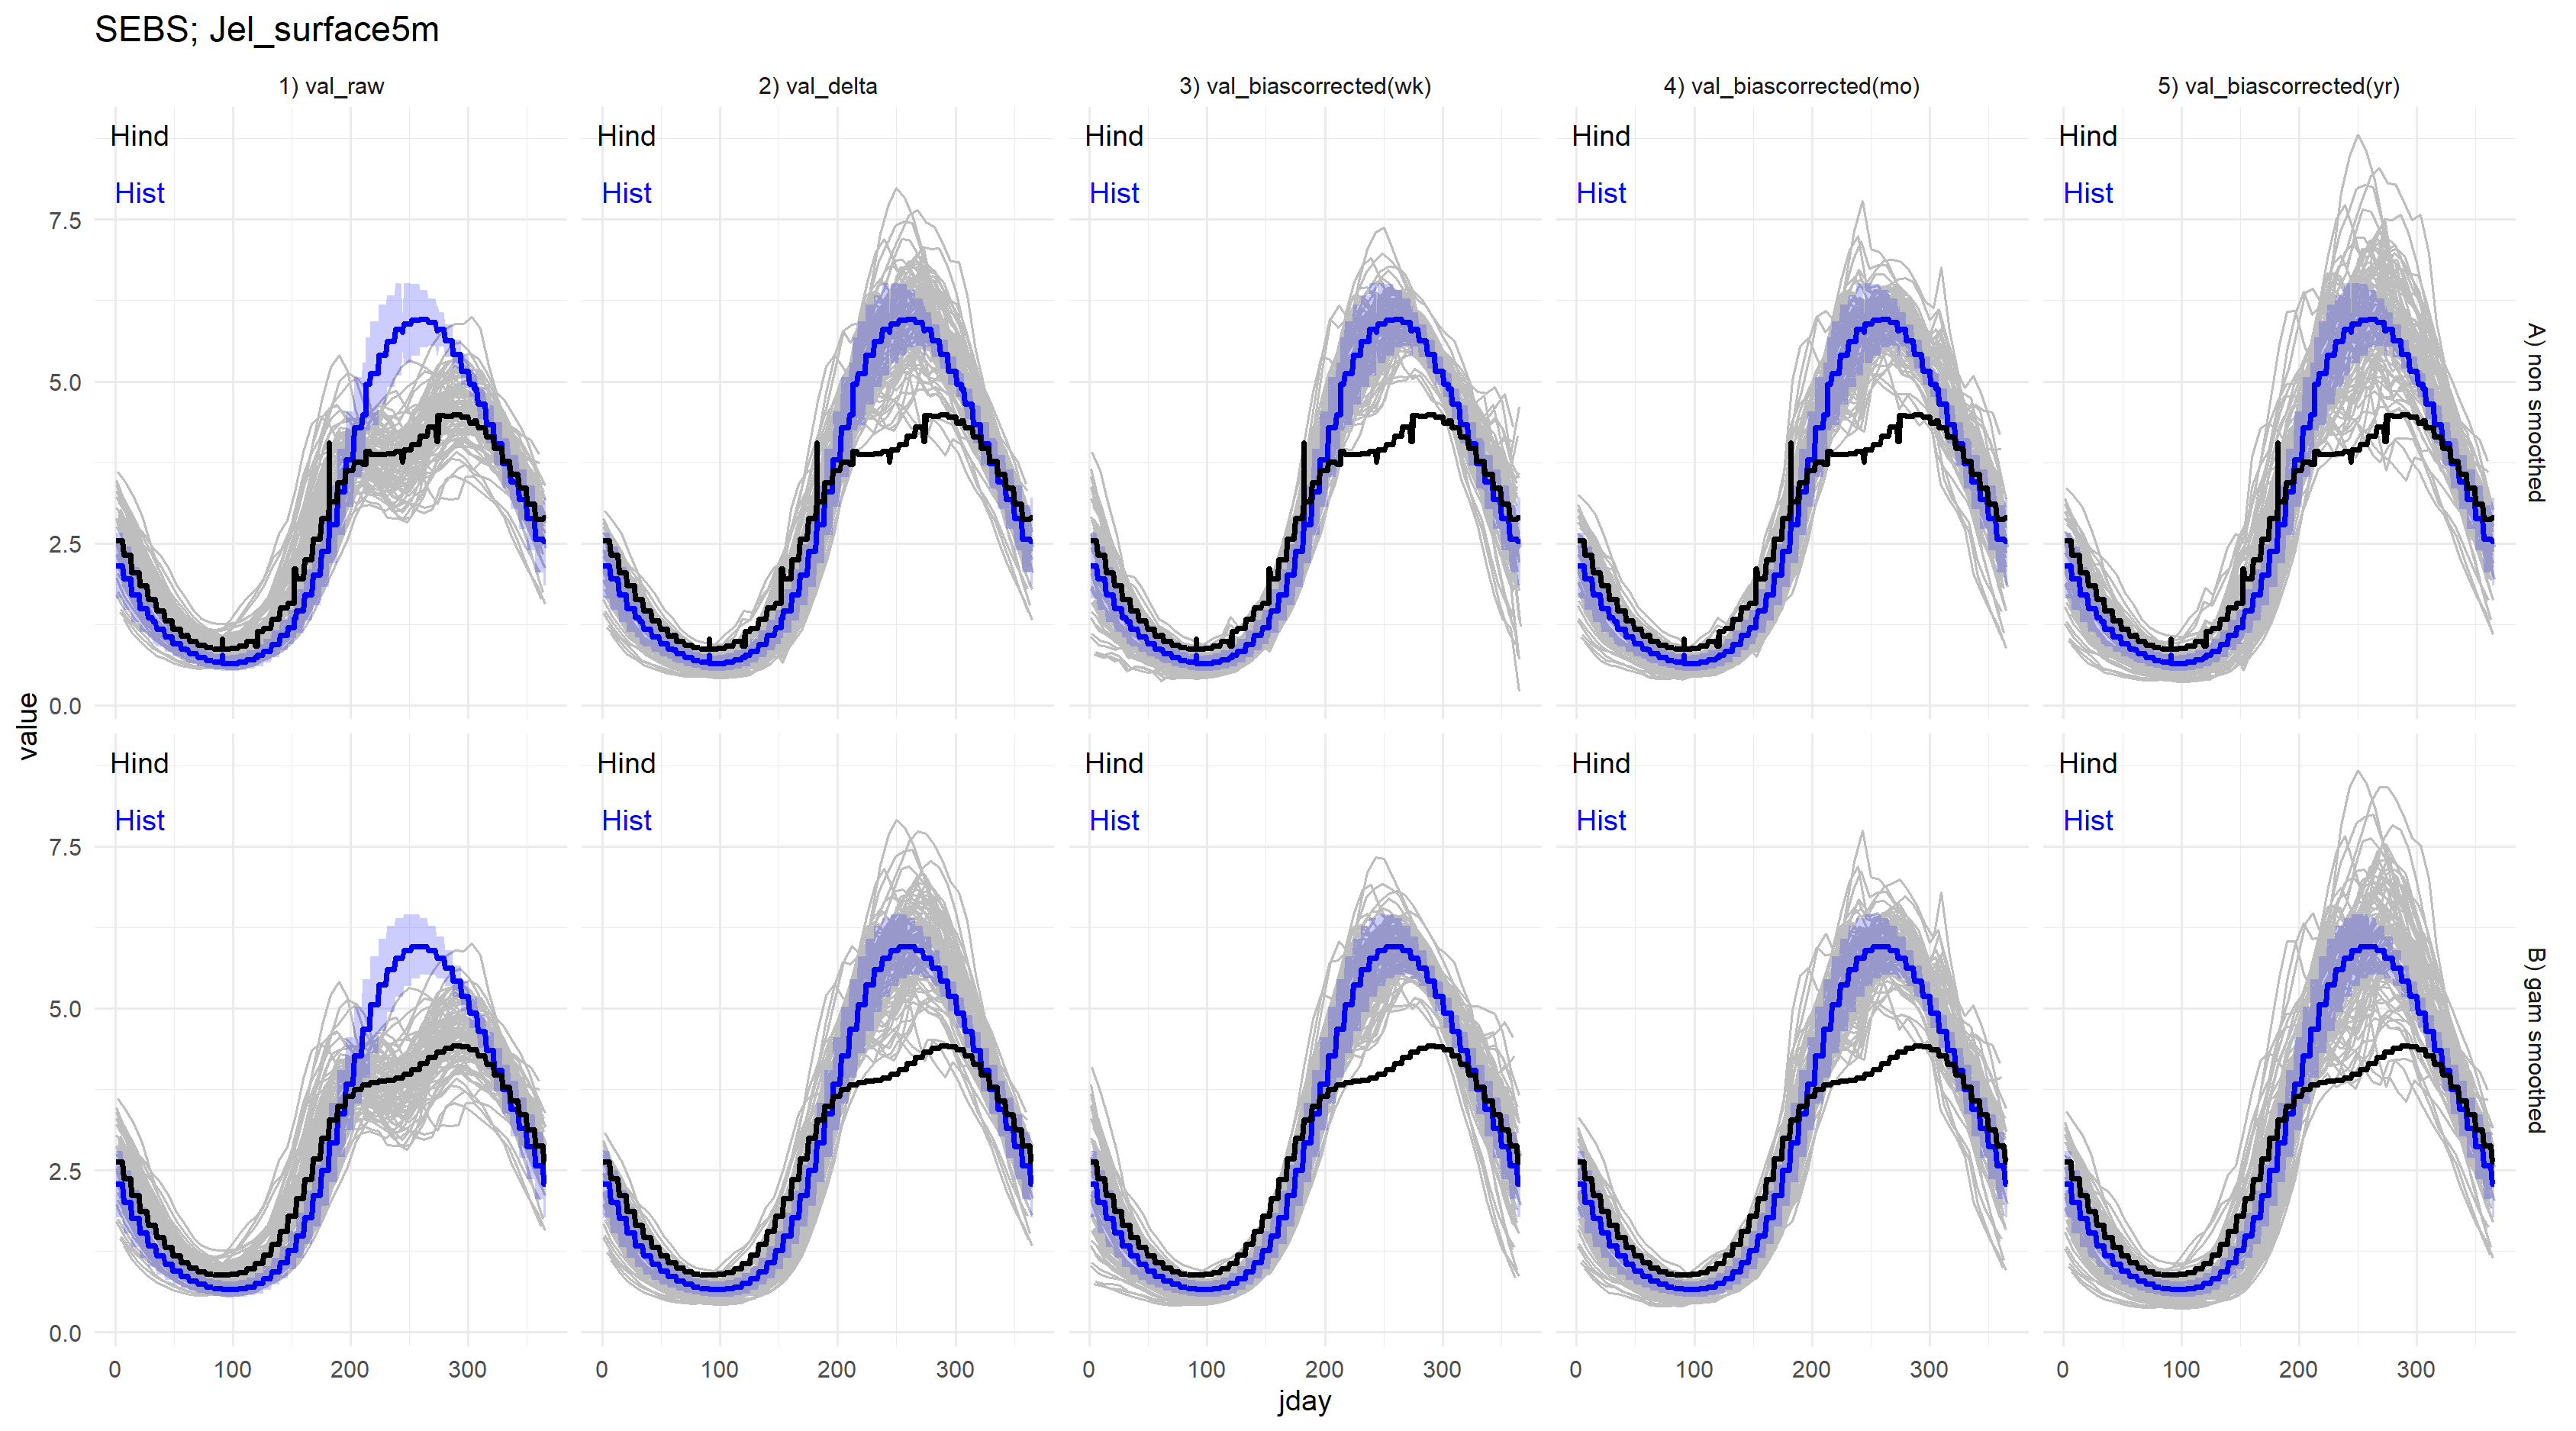 SEBS; Jel_surface5m
1) val_raw
2) val_delta
3) val_biascorrected(wk)
4) val_biascorrected(mo)
5) val_biascorrected(yr)
Hind
Hist
Hind
Hist
Hind
Hist
Hind
Hist
Hind
Hist
7.5
5.0
2.5
0.0
A) non smoothed
value
Hind
Hist
Hind
Hist
Hind
Hist
Hind
Hist
Hind
Hist
7.5
5.0
2.5
0.0
B) gam smoothed
0 100 200 300
0 100 200 300
0 100 200 300
0 100 200 300
0 100 200 300
jday